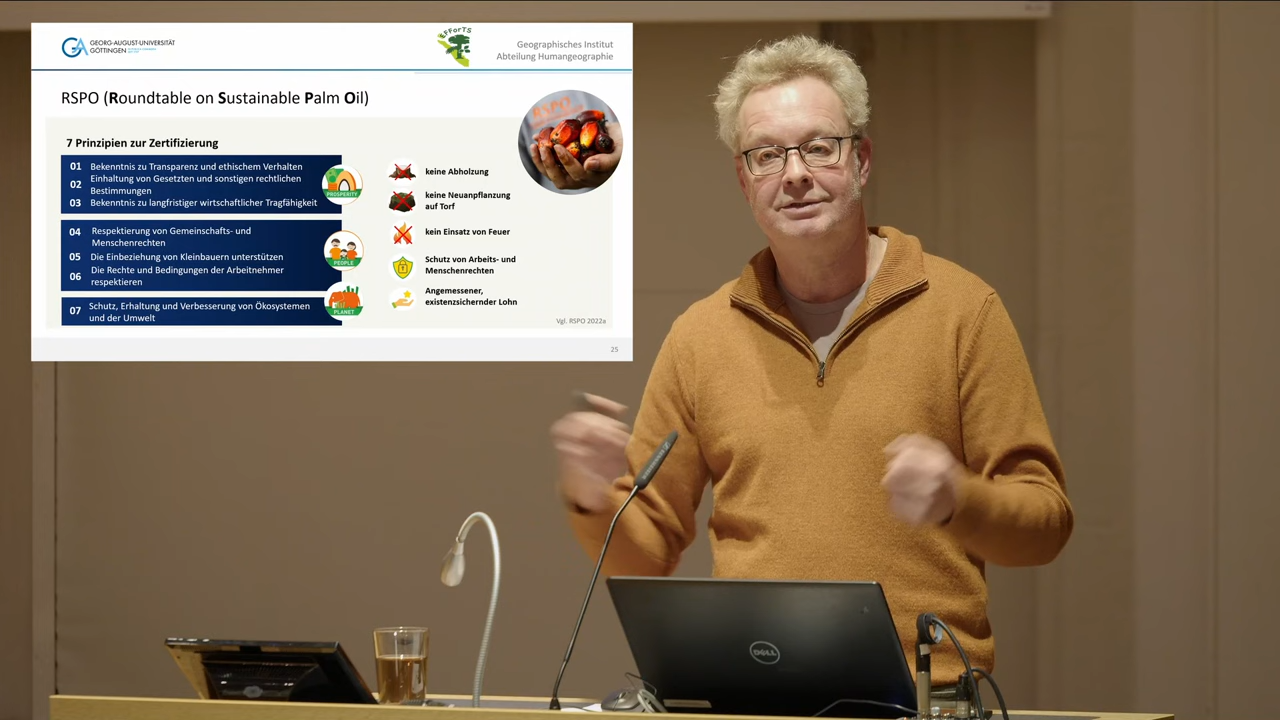 GEORG-AUGUST-UNIVERSITÄT
GÖTTINGEN
EFForTS
Geographisches Institut
Abteilung Humangeographie
RSPO (Roundtable on Sustainable Palm Oil)
RSPO
7 Prinzipien zur Zertifizierung
01 Bekenntnis zu Transparenz und ethischem Verhalten
02 Einhaltung von Gesetzten und sonstigen rechtlichen
Bestimmungen
03 Bekenntnis zu langfristiger wirtschaftlicher Tragfähigkeit
PROSPERITY
04 Respektierung von Gemeinschafts- und
Menschenrechten
05 Die Einbeziehung von Kleinbauern unterstützen
06 Die Rechte und Bedingungen der Arbeitnehmer
respektieren
PEOPLE
07 Schutz, Erhaltung und Verbesserung von Ökosystemen
und der Umwelt
PLANET
keine Abholzung
keine Neuanpflanzung
auf Torf
kein Einsatz von Feuer
Schutz von Arbeits- und
Menschenrechten
Angemessener,
existenzsichernder Lohn
Vgl. RSPO 2022a
25
DELL